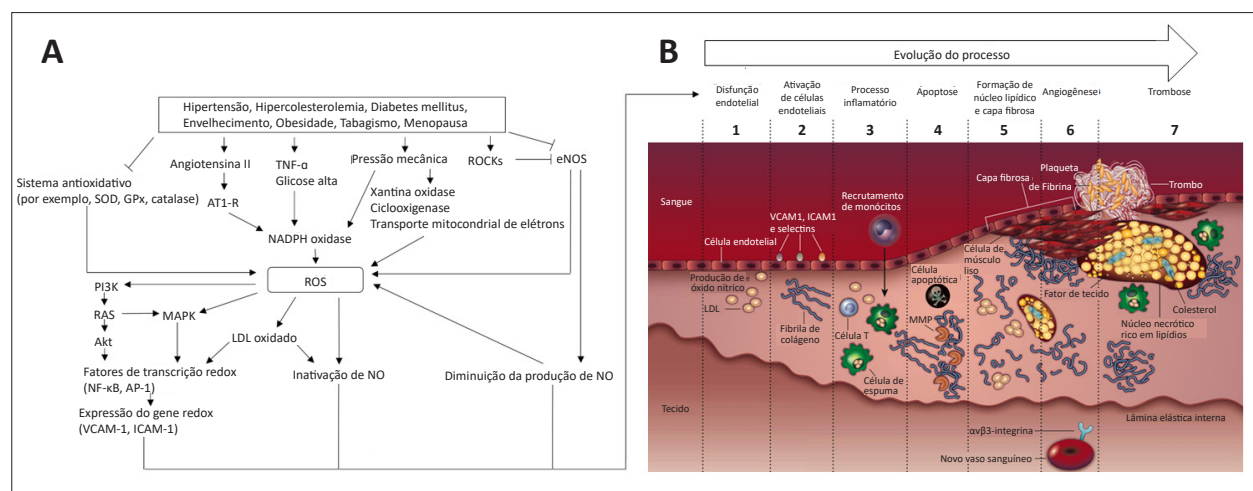 A
Hipertensão, Hipercolesterolemia, Diabetes mellitus,
Envelhecimento, Obesidade, Tabagismo, Menopausa
Sistema antioxidativo
(por exemplo, SOD, GPx, catalase)
Angiotensina II
AT1-R
TNF-α
Glicose alta
Pressão mecânica
ROCKs
eNOS
Xantina oxidase
Ciclooxigenase
Transporte mitocondrial de elétrons
NADPH oxidase
ROS
PI3K
RAS
MAPK
Akt
LDL oxidado
Fatores de transcrição redox
(NF-κB, AP-1)
Inativação de NO
Diminuição da produção de NO
Expressão do gene redox
(VCAM-1, ICAM-1)
B
Evolução do processo
Disfunção
endotelial
1
Ativação
de células
endoteliais
2
Processo
inflamatório
3
Apoptose
4
Formação de
núcleo lipídico
e capa fibrosa
5
Angiogênese
6
Trombose
7
Sangue
Célula endotelial
VCAM1, ICAM1
e selectins
Recrutamento
de monócitos
Capa fibrosa
Plaqueta
de Fibrina
Trombo
Produção de
óxido nítrico
LDL
Fibrila de
colágeno
Célula T
Célula de
espuma
Célula
apoptótica
MMP
Célula de
músculo
liso
Fator de tecido
Colesterol
Núcleo necrótico
rico em lipídios
Tecido
Lâmina elástica interna
αvβ3-integrina
Novo vaso sanguíneo